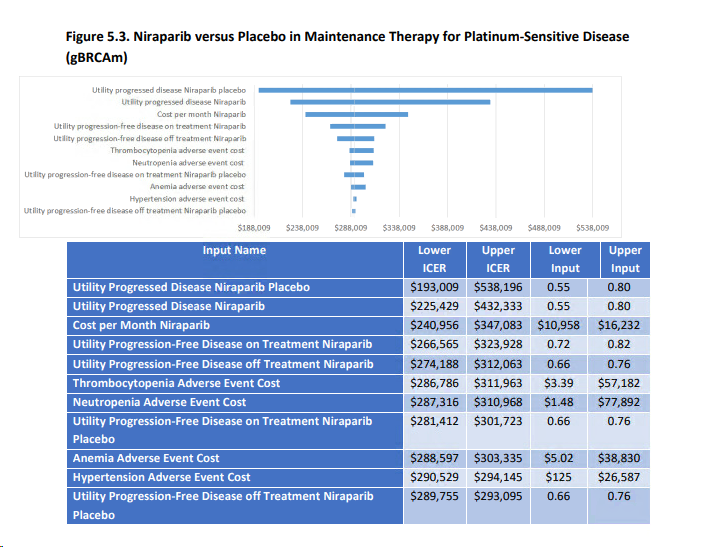 Figure 5.3. Niraparib versus Placebo in Maintenance Therapy for Platinum-Sensitive Disease
(gBRCAm)
Utility progressed disease Niraparib placebo
Utility progressed disease Niraparib
Cost per month Niraparib
Utility progression-free disease on treatment Niraparib
Utility progression-free disease off treatment Niraparib
Thrombocytopenia adverse event cost
Neutropenia adverse event cost
Utility progression-free disease on treatment Niraparib placebo
Anemia adverse event cost
Hypertension adverse event cost
Utility progression-free disease off treatment Niraparib placebo
$188,009 $238,009 $288,009 $338,009 $388,009 $438,009 $488,009 $538,009
Input Name Lower Upper Lower Upper
ICER ICER Input Input
Utility Progressed Disease Niraparib Placebo $193,009 $538,196 0.55 0.80
Utility Progressed Disease Niraparib $225,429 $432,333 0.55 0.80
Cost per Month Niraparib $240,956 $347,083 $10,958 $16,232
Utility Progression-Free Disease on Treatment Niraparib $266,565 $323,928 0.72 0.82
Utility Progression-Free Disease off Treatment Niraparib $274,188 $312,063 0.66 0.76
Thrombocytopenia Adverse Event Cost $286,786 $311,963 $3.39 $57,182
Neutropenia Adverse Event Cost $287,316 $310,968 $1.48 $77,892
Utility Progression-Free Disease on Treatment Niraparib $281,412 $301,723 0.66 0.76
Placebo
Anemia Adverse Event Cost $288,597 $303,335 $5.02 $38,830
Hypertension Adverse Event Cost $290,529 $294,145 $125 $26,587
Utility Progression-Free Disease off Treatment Niraparib $289,755 $293,095 0.66 0.76
Placebo